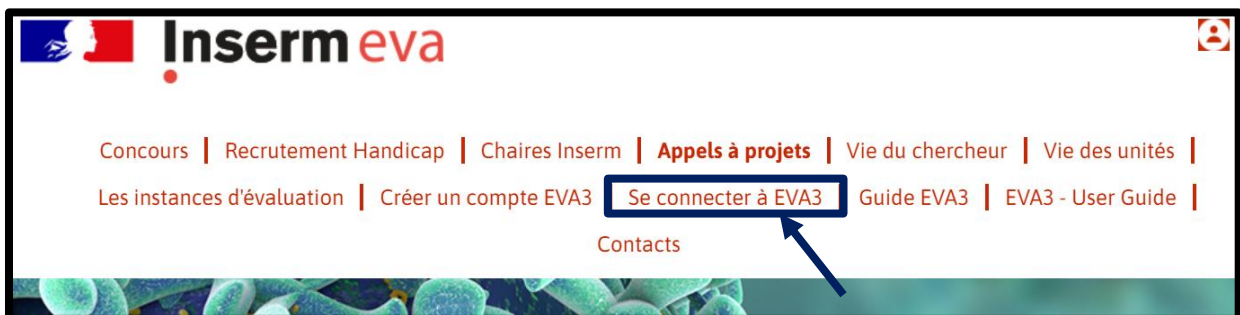 Inserm eva
Concours | Recrutement Handicap | Chaires Inserm | Appels à projets | Vie du chercheur | Vie des unités |
Les instances d'évaluation | Créer un compte EVA3 | Se connecter à EVA3 | Guide EVA3 | EVA3 - User Guide |
Contacts